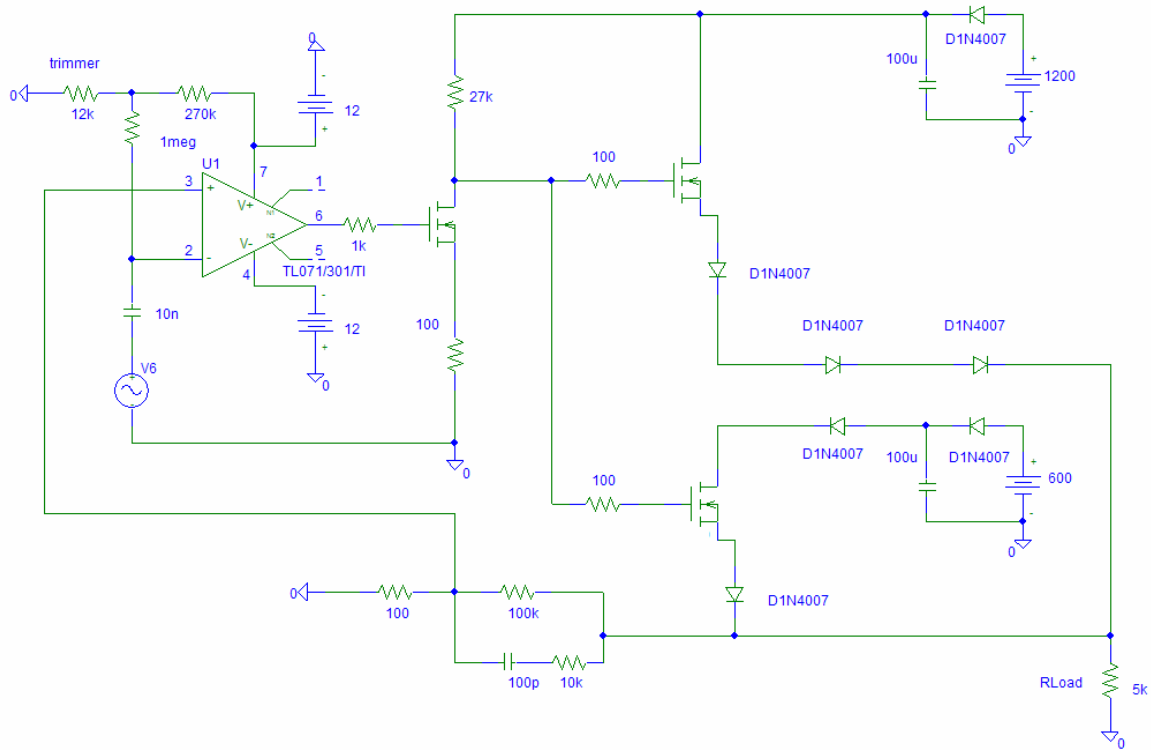 0
D1N4007
trimmer
100u
1200
0
27k
12
12k
270k
0
1meg
100
U1
7
3
1
+
V+
N1
6
N2
1k
V-
2
-
5
TL071/301/TI
4
D1N4007
10n
12
100
D1N4007
D1N4007
V6
0
D1N4007
100u
D1N4007
600
0
100
0
0
100
100k
D1N4007
100p
10k
RLoad
5k
0